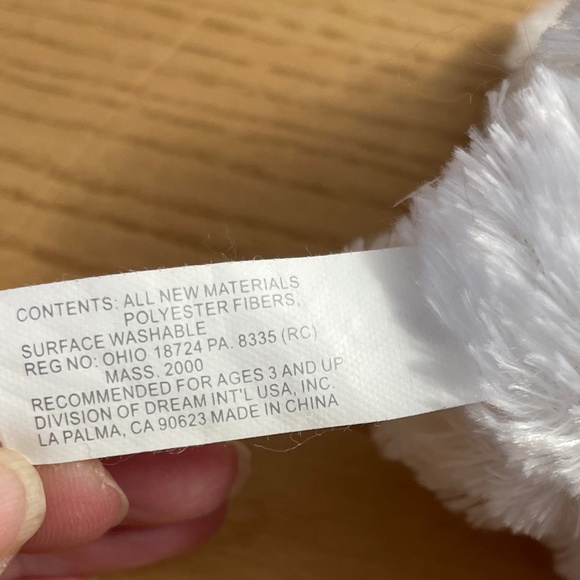 CONTENTS: ALL NEW MATERIALS
POLYESTER FIBERS,
SURFACE WASHABLE
REG NO: OHIO 18724 PA. 8335 (RC)
MASS. 2000
RECOMMENDED FOR AGES 3 AND UP
DIVISION OF DREAM INT'L USA, INC.
LA PALMA, CA 90623 MADE IN CHINA